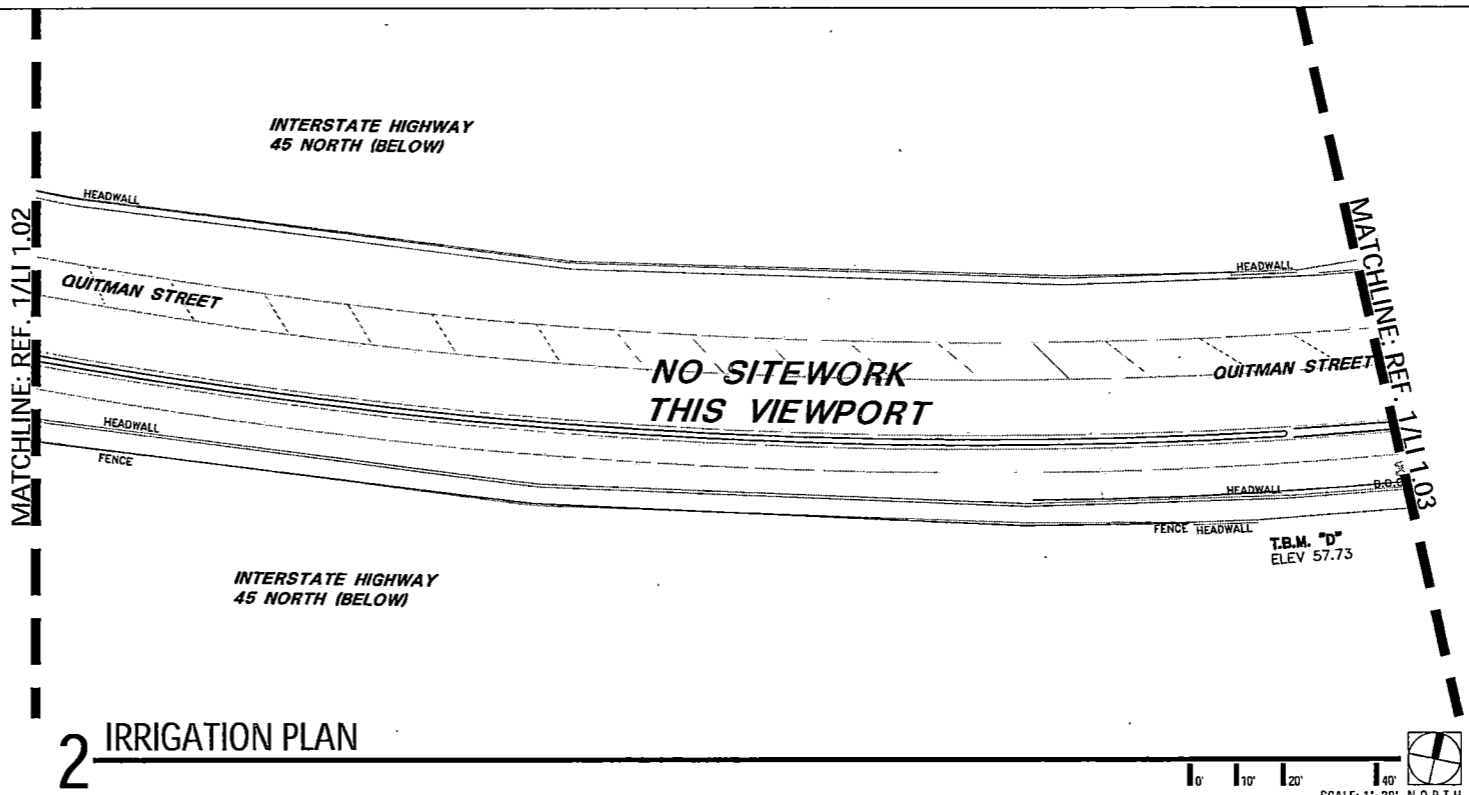 INTERSTATE HIGHWAY
45 NORTH (BELOW)
HEADWALL
MATCHLINE: REF. 1/LI 1.02
QUITMAN STREET
HEADWALL
MATCHLINE: REF. 1/LI 1.03
NO SITEWORK
THIS VIEWPORT
QUITMAN STREET
HEADWALL
FENCE
HEADWALL
FENCE HEADWALL
T.B.M. "D"
ELEV 57.73
INTERSTATE HIGHWAY
45 NORTH (BELOW)
2 IRRIGATION PLAN
0' 10' 20' 40'
NORTH